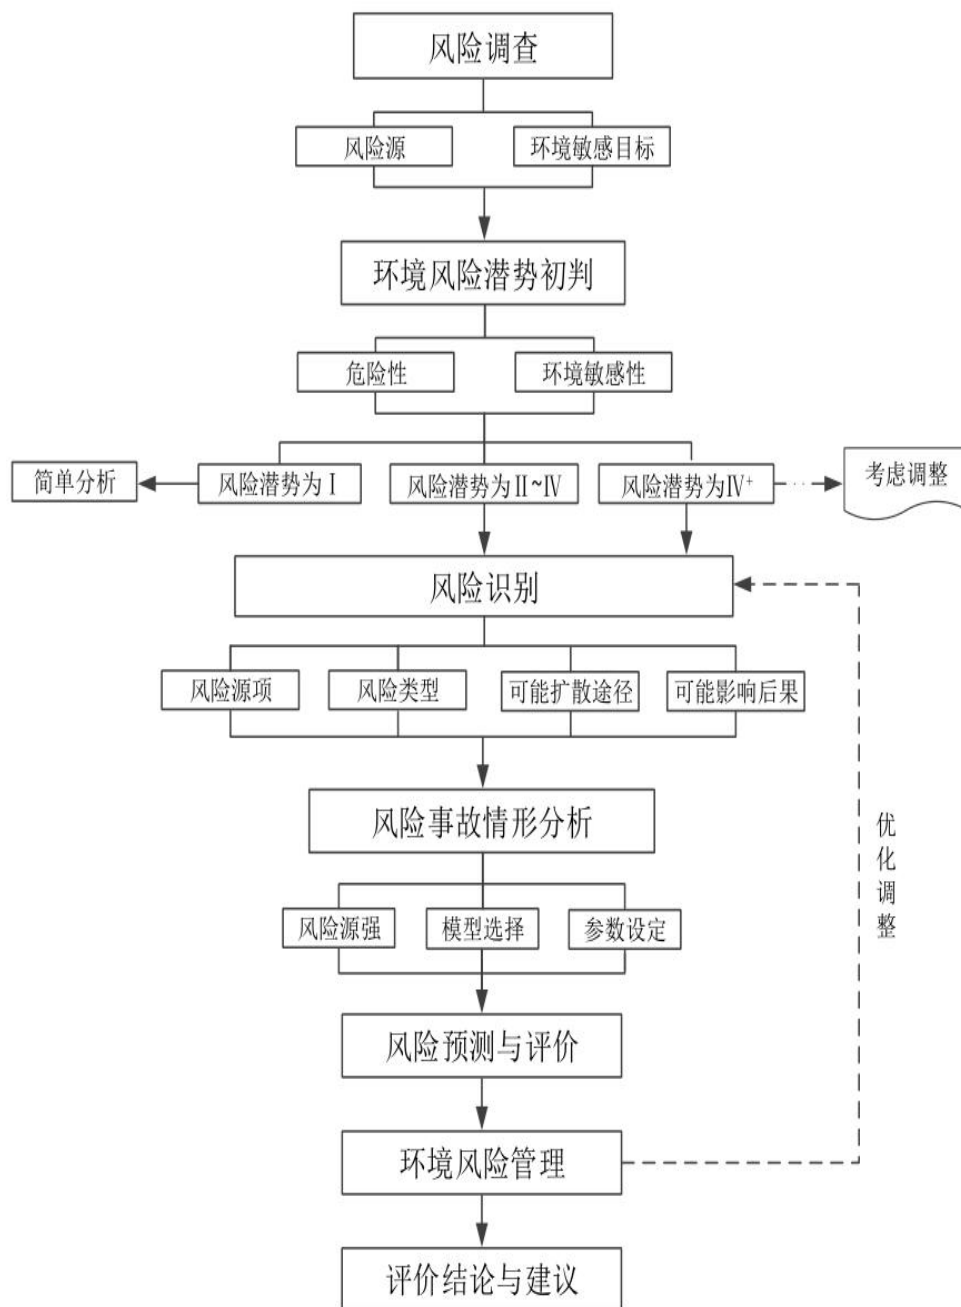 风险调查
风险源
环境敏感目标
环境风险潜势初判
危险性
环境敏感性
简单分析
风险潜势为Ⅰ
风险潜势为Ⅱ~Ⅳ
风险潜势为Ⅳ⁺
考虑调整
风险识别
风险源项
风险类型
可能扩散途径
可能影响后果
风险事故情形分析
风险源强
模型选择
参数设定
优
化
调
整
风险预测与评价
环境风险管理
评价结论与建议